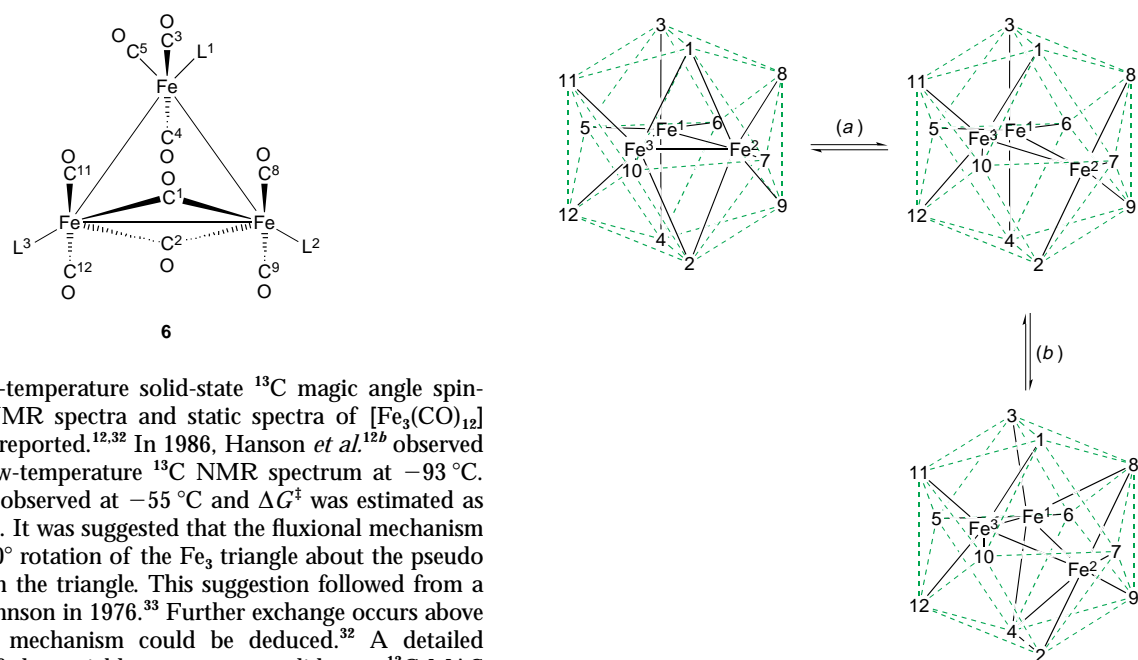 O
O C³
C⁵ L¹
Fe
C⁴
O
O O O
C¹¹ C¹ C⁸
Fe Fe
L³ C² L²
O
C¹² C⁹
O O
6
-temperature solid-state ¹³C magic angle spin-
NMR spectra and static spectra of [Fe₃(CO)₁₂]
reported.¹²,³² In 1986, Hanson et al.¹²ᵇ observed
w-temperature ¹³C NMR spectrum at −93 °C.
observed at −55 °C and ΔG‡ was estimated as
. It was suggested that the fluxional mechanism
0° rotation of the Fe₃ triangle about the pseudo
n the triangle. This suggestion followed from a
hnson in 1976.³³ Further exchange occurs above
mechanism could be deduced.³² A detailed
3
1
11 8
5 Fe¹ 6
Fe³ Fe²
10 7
12 9
4
2
(a)
3
1
11 8
5 Fe³ Fe¹ 6
10 Fe² 7
12 9
4
2
(b)
3
1
11 8
5 Fe³ Fe¹ 6
10 Fe² 7
12 9
4
2